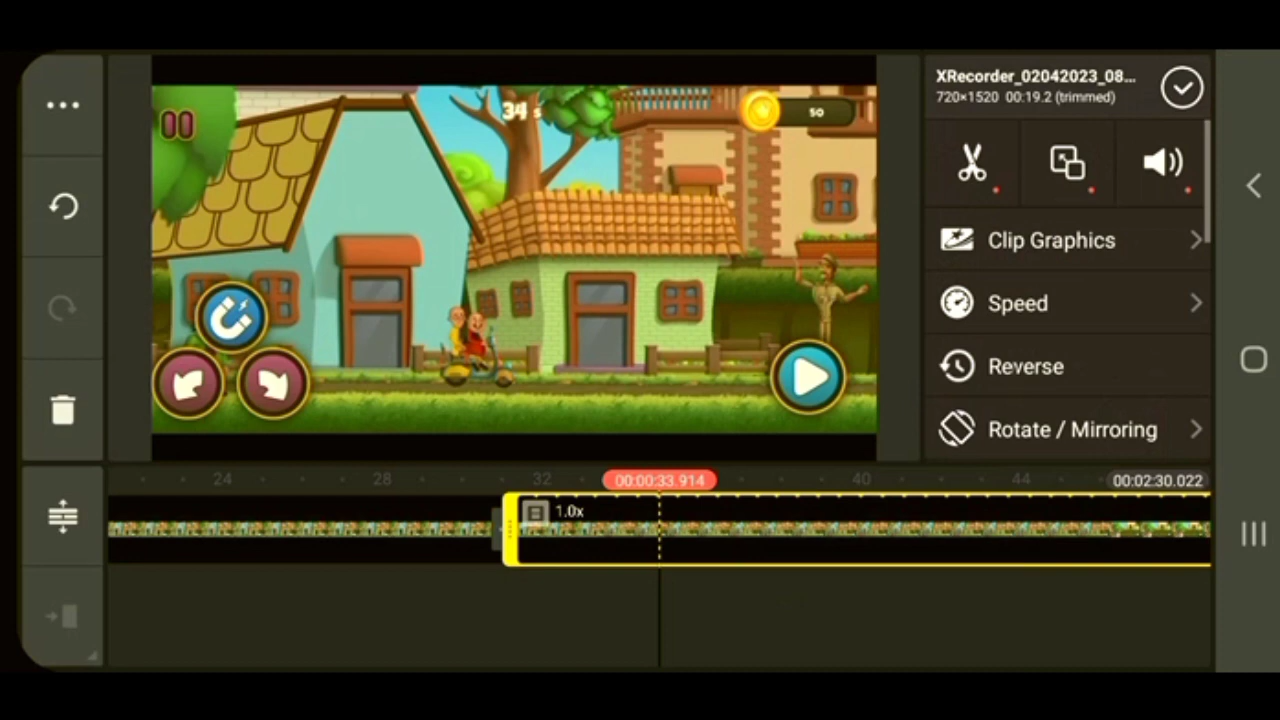 XRecorder_02042023_08...
720×1520 00:19.2 (trimmed)
34 s
50
Clip Graphics
Speed
Reverse
Rotate / Mirroring
24
28
32
00:00:33.914
40
44
00:02:30.022
1.0x